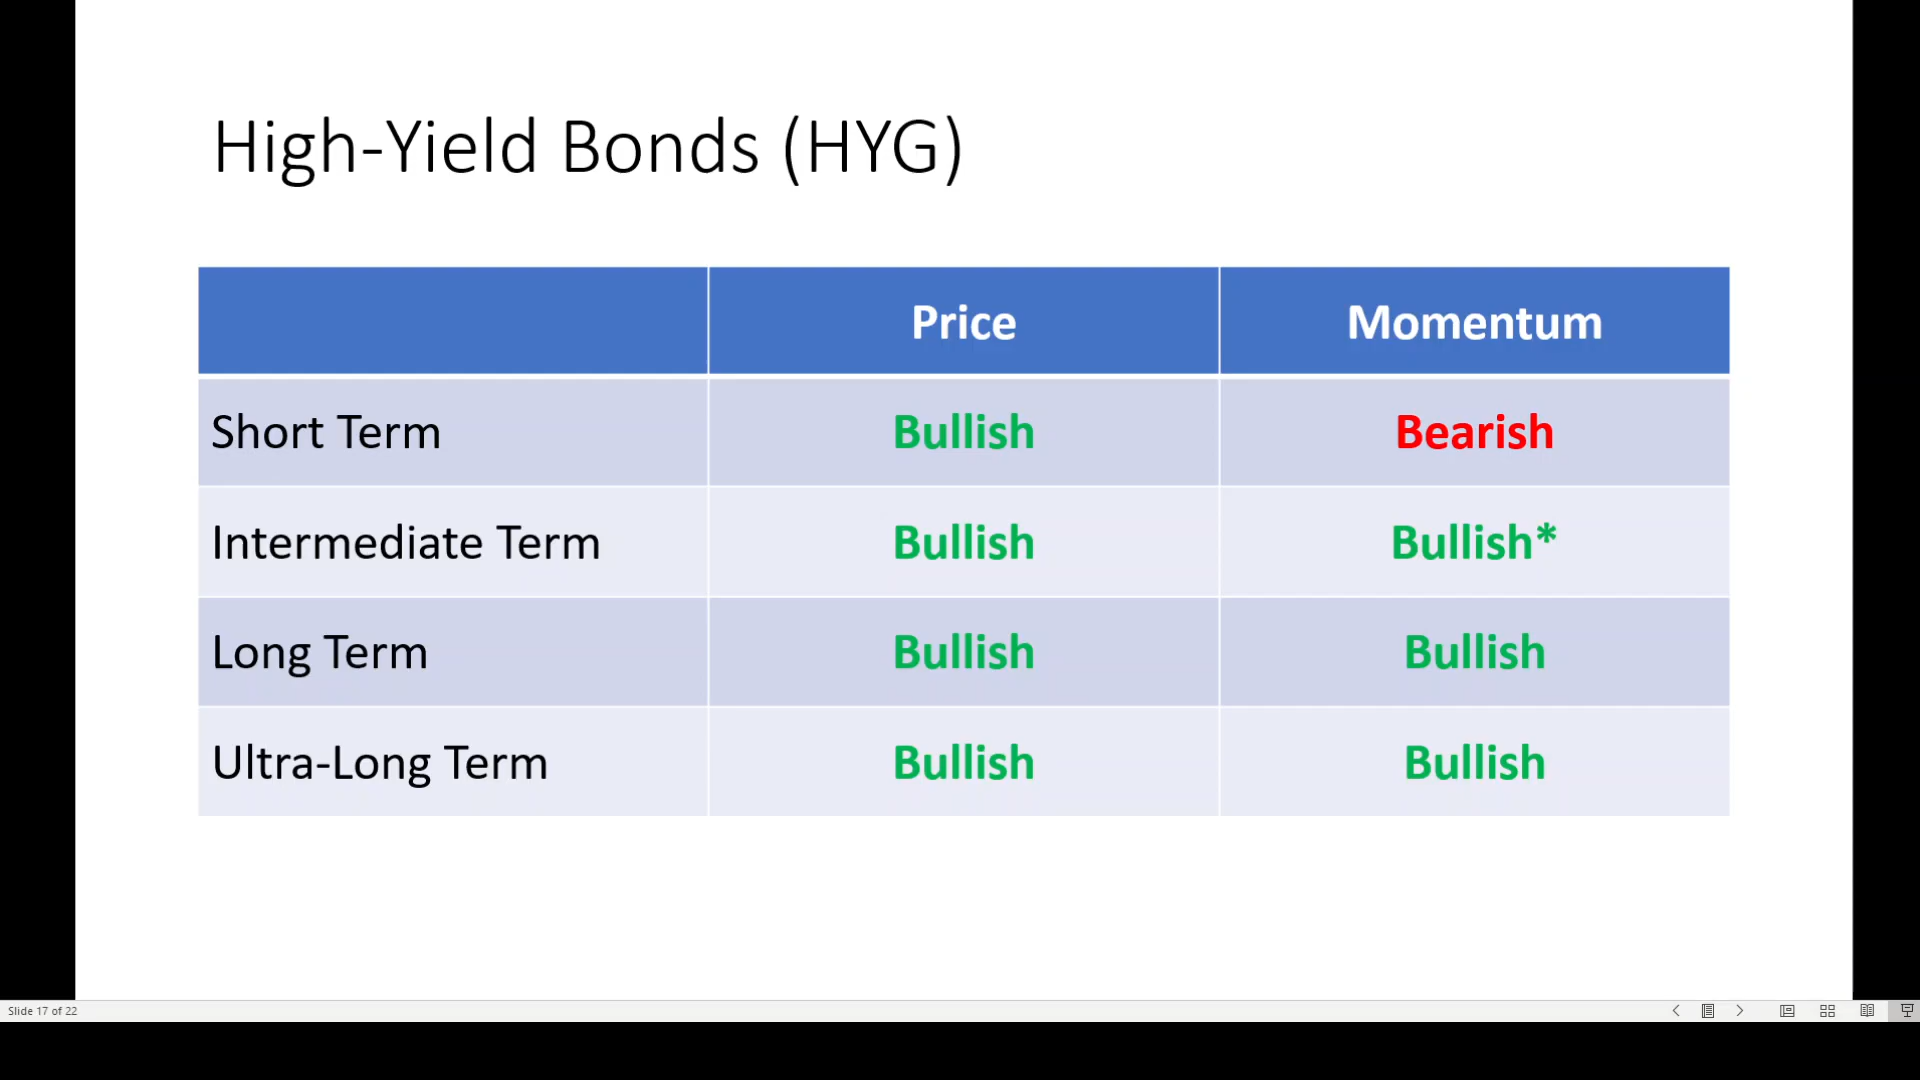 High-Yield Bonds (HYG)
Price Momentum
Short Term Bullish Bearish
Intermediate Term Bullish Bullish*
Long Term Bullish Bullish
Ultra-Long Term Bullish Bullish
Slide 17 of 22